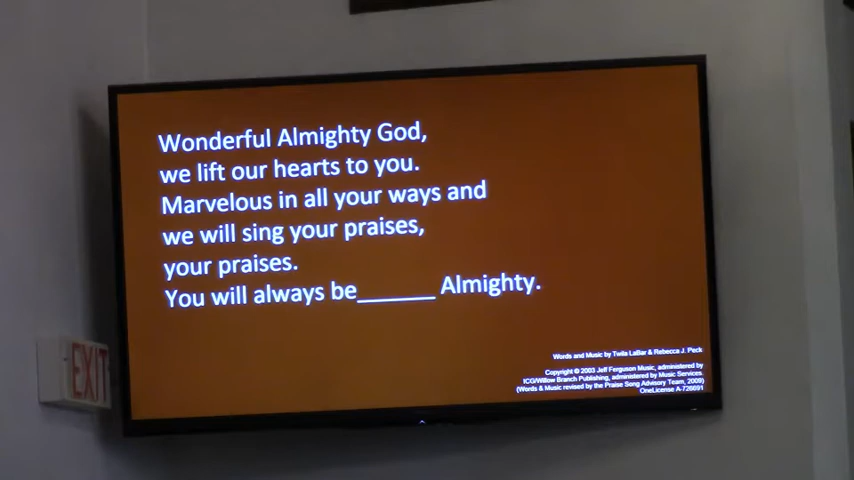 Wonderful Almighty God,
we lift our hearts to you.
Marvelous in all your ways and
we will sing your praises,
your praises.
You will always be______ Almighty.
Words and Music by Twila LaBar & Rebecca J. Peck
Copyright © 2003 Jeff Ferguson Music, administered by
ICG/Willow Branch Publishing, administered by Music Services.
(Words & Music revised by the Praise Song Advisory Team, 2009)
OneLicense A-726691
EXIT